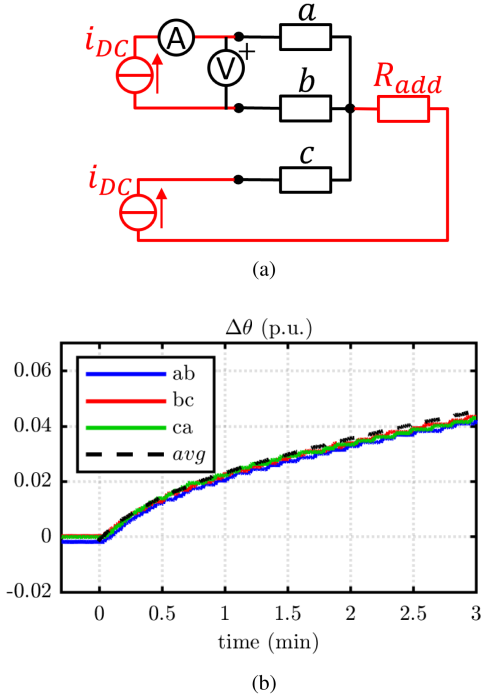 a
i_DC
A
V
+
b
R_add
c
i_DC
(a)
Δθ (p.u.)
0.06
0.04
0.02
0
-0.02
ab
bc
ca
avg
0
0.5
1
1.5
2
2.5
3
time (min)
(b)